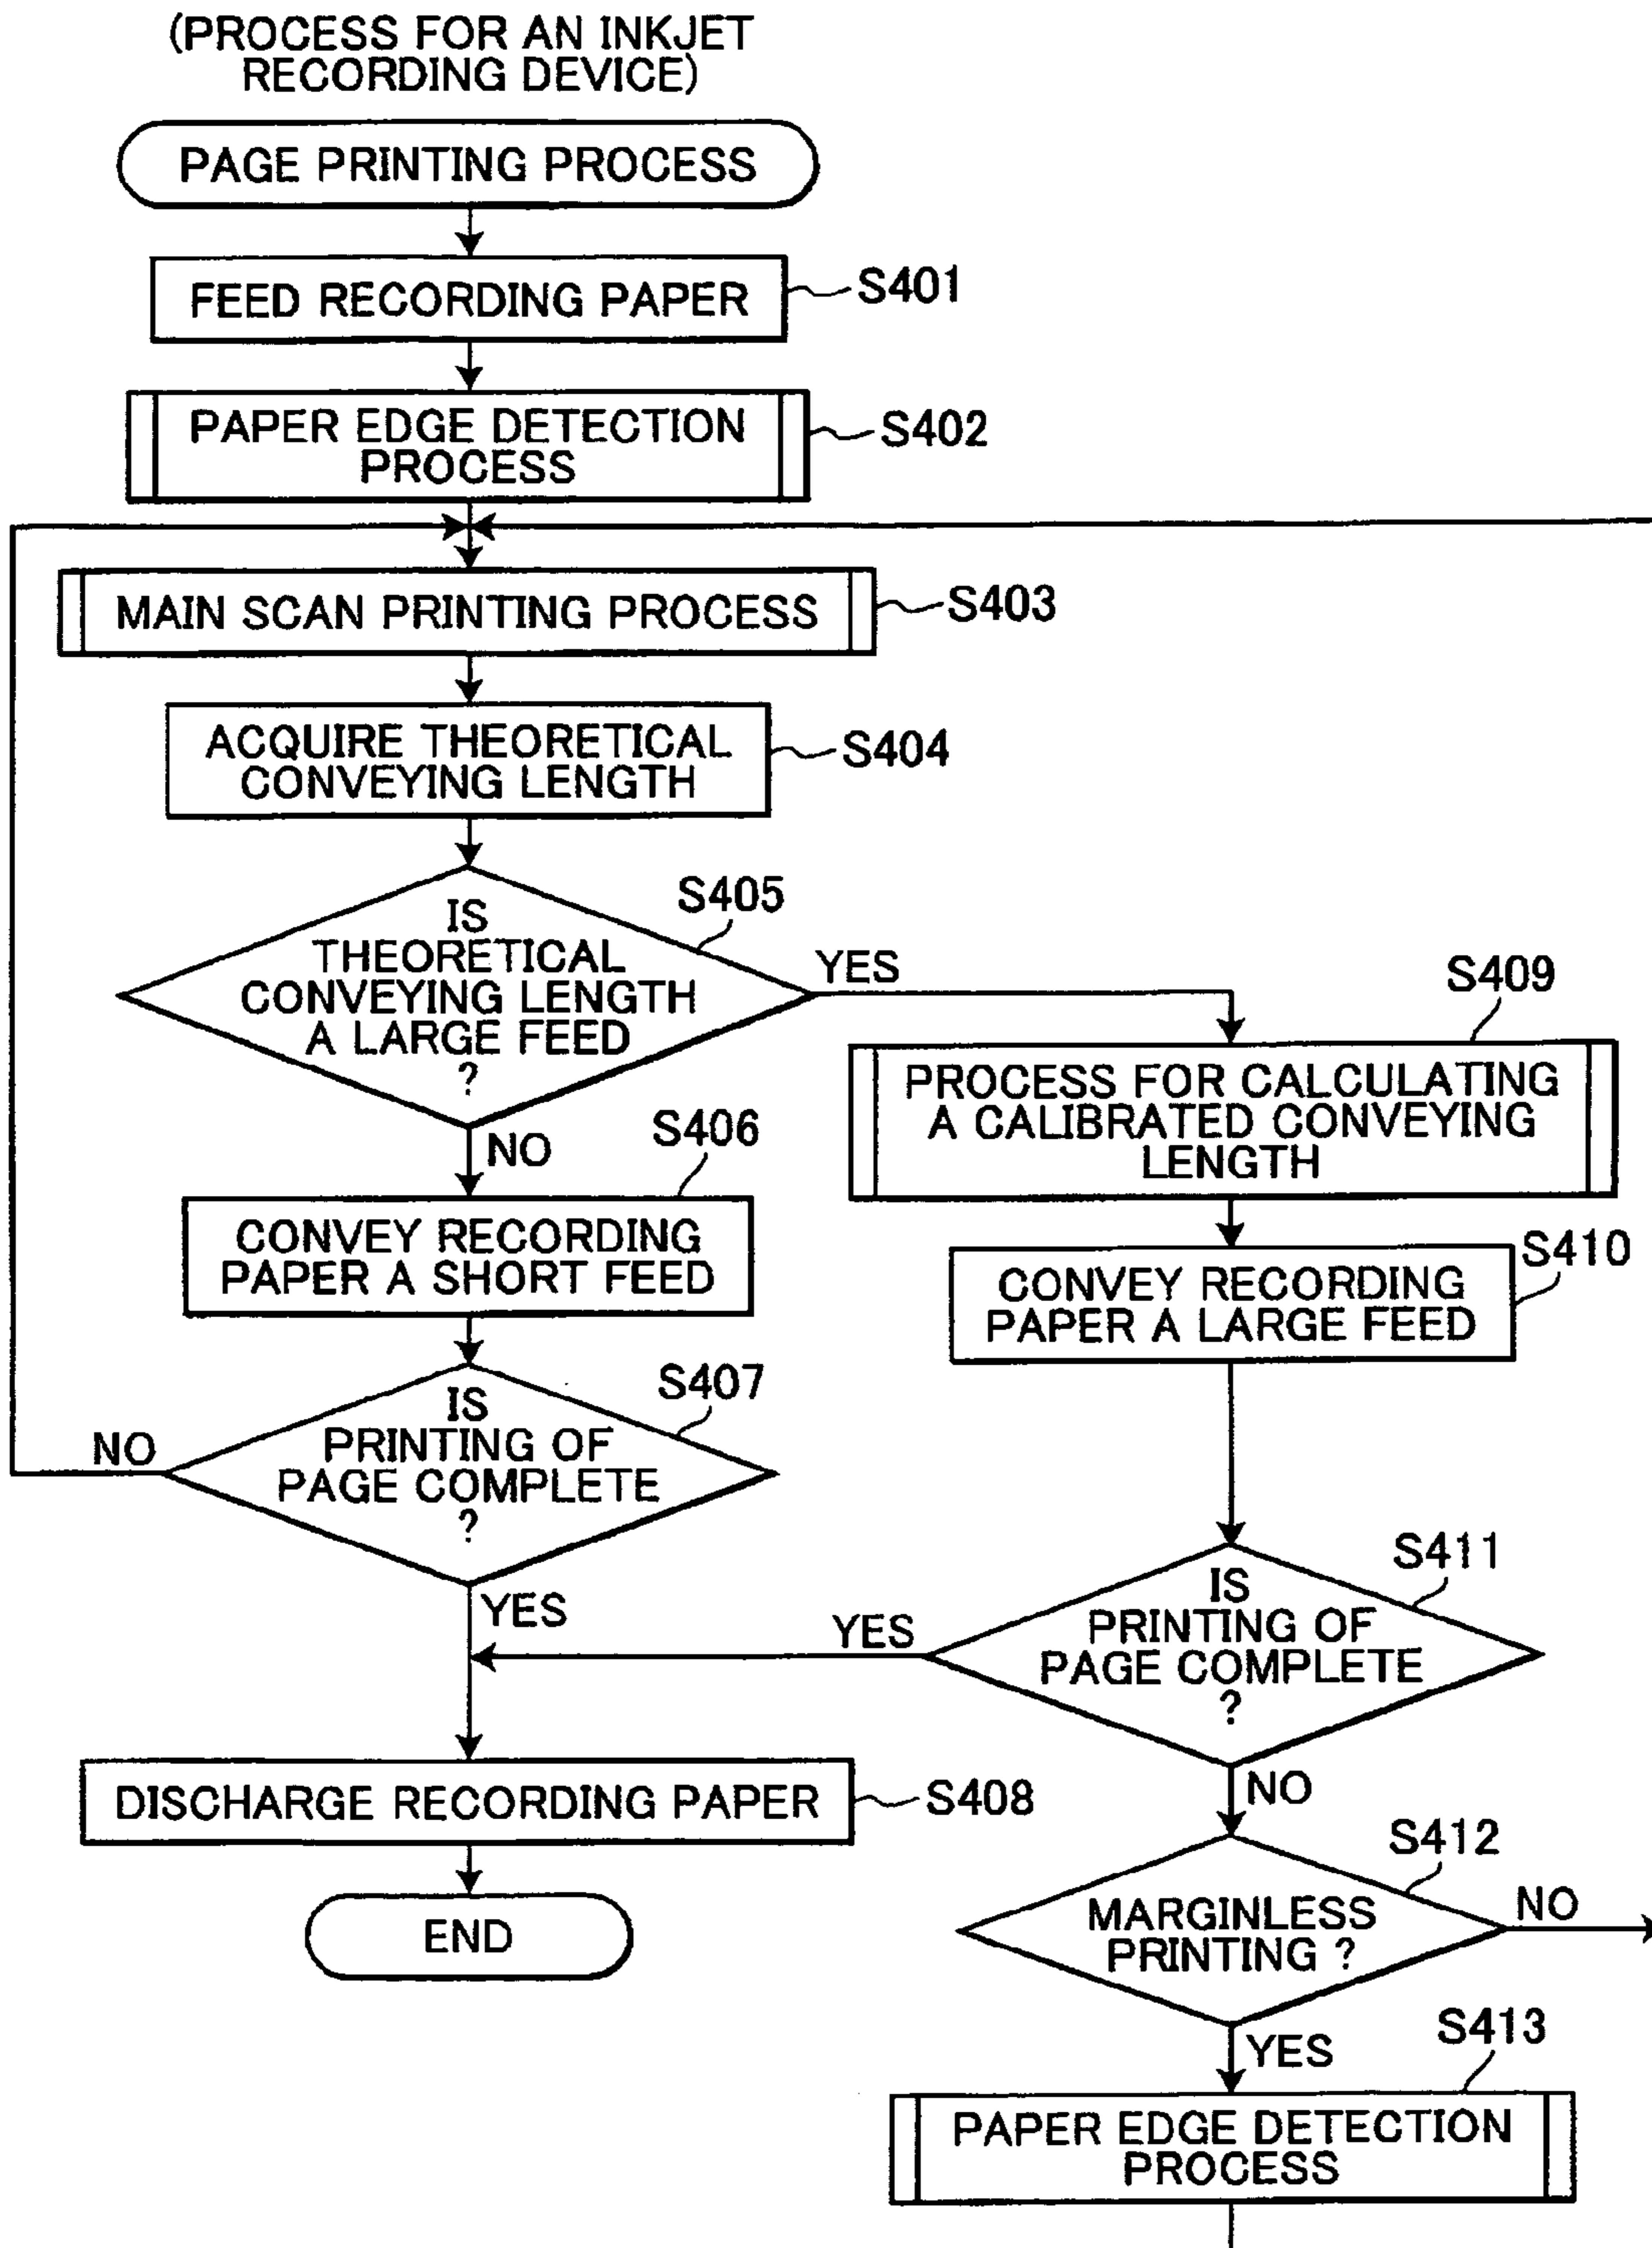 (PROCESS FOR AN INKJET
RECORDING DEVICE)
PAGE PRINTING PROCESS
FEED RECORDING PAPER
S401
PAPER EDGE DETECTION
PROCESS
S402
MAIN SCAN PRINTING PROCESS
S403
ACQUIRE THEORETICAL
CONVEYING LENGTH
S404
IS
THEORETICAL
CONVEYING LENGTH
A LARGE FEED
?
S405
YES
NO
S406
CONVEY RECORDING
PAPER A SHORT FEED
S407
IS
PRINTING OF
PAGE COMPLETE
?
NO
YES
DISCHARGE RECORDING PAPER
S408
END
S409
PROCESS FOR CALCULATING
A CALIBRATED CONVEYING
LENGTH
S410
CONVEY RECORDING
PAPER A LARGE FEED
S411
IS
PRINTING OF
PAGE COMPLETE
?
YES
NO
S412
MARGINLESS
PRINTING ?
NO
YES
S413
PAPER EDGE DETECTION
PROCESS